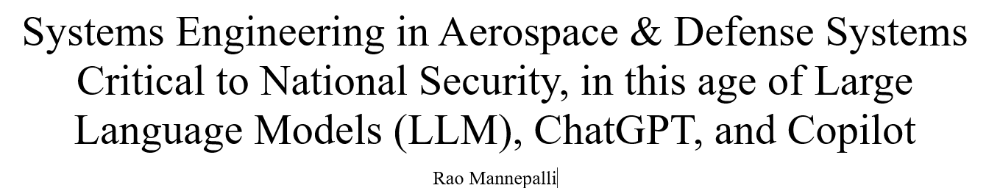 Systems Engineering in Aerospace & Defense Systems
Critical to National Security, in this age of Large
Language Models (LLM), ChatGPT, and Copilot
Rao Mannepalli